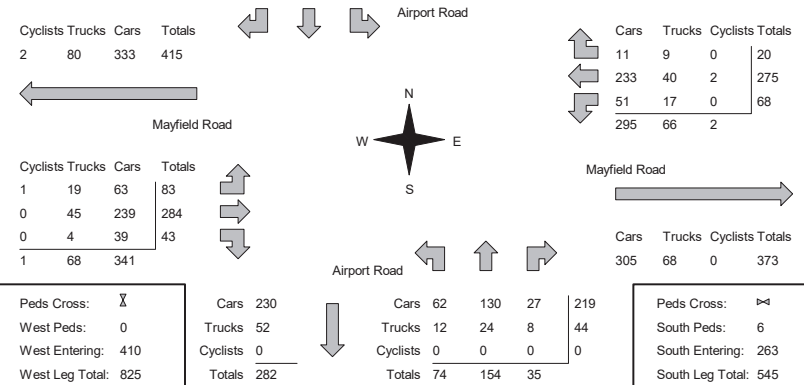 Airport Road
Cyclists Trucks Cars Totals
2 80 333 415
Cars Trucks Cyclists Totals
11 9 0 20
233 40 2 275
51 17 0 68
295 66 2
Mayfield Road
N
W E
S
Mayfield Road
Cyclists Trucks Cars Totals
1 19 63 83
0 45 239 284
0 4 39 43
1 68 341
Cars Trucks Cyclists Totals
305 68 0 373
Airport Road
Peds Cross:
West Peds: 0
West Entering: 410
West Leg Total: 825
Cars 230
Trucks 52
Cyclists 0
Totals 282
Cars 62 130 27 219
Trucks 12 24 8 44
Cyclists 0 0 0 0
Totals 74 154 35
Peds Cross:
South Peds: 6
South Entering: 263
South Leg Total: 545